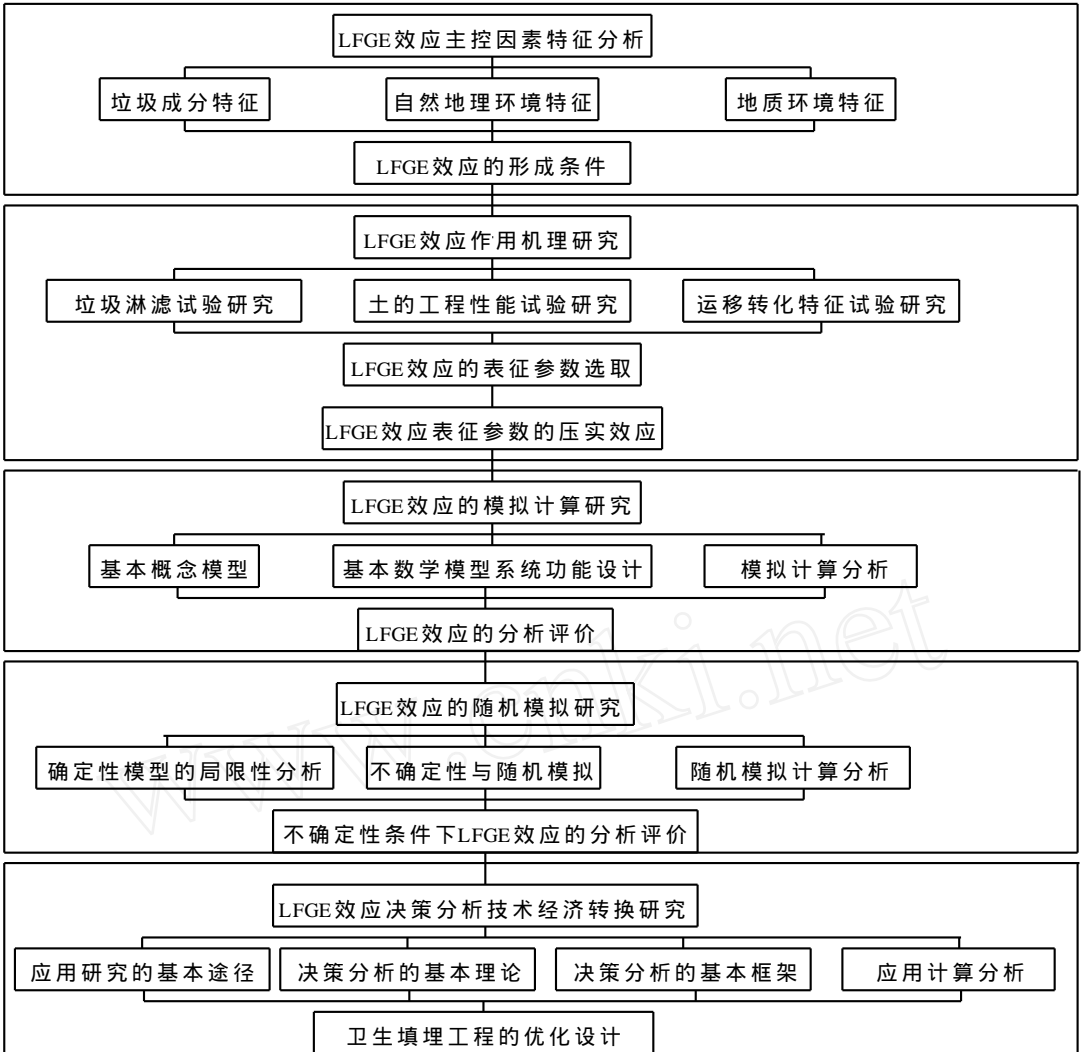 LFGE效应主控因素特征分析
垃圾成分特征 自然地理环境特征 地质环境特征
LFGE效应的形成条件
LFGE效应作用机理研究
垃圾淋滤试验研究 土的工程性能试验研究 运移转化特征试验研究
LFGE效应的表征参数选取
LFGE效应表征参数的压实效应
LFGE效应的模拟计算研究
基本概念模型 基本数学模型系统功能设计 模拟计算分析
LFGE效应的分析评价
LFGE效应的随机模拟研究
确定性模型的局限性分析 不确定性与随机模拟 随机模拟计算分析
不确定性条件下LFGE效应的分析评价
LFGE效应决策分析技术经济转换研究
应用研究的基本途径 决策分析的基本理论 决策分析的基本框架 应用计算分析
卫生填埋工程的优化设计
www.cnki.net